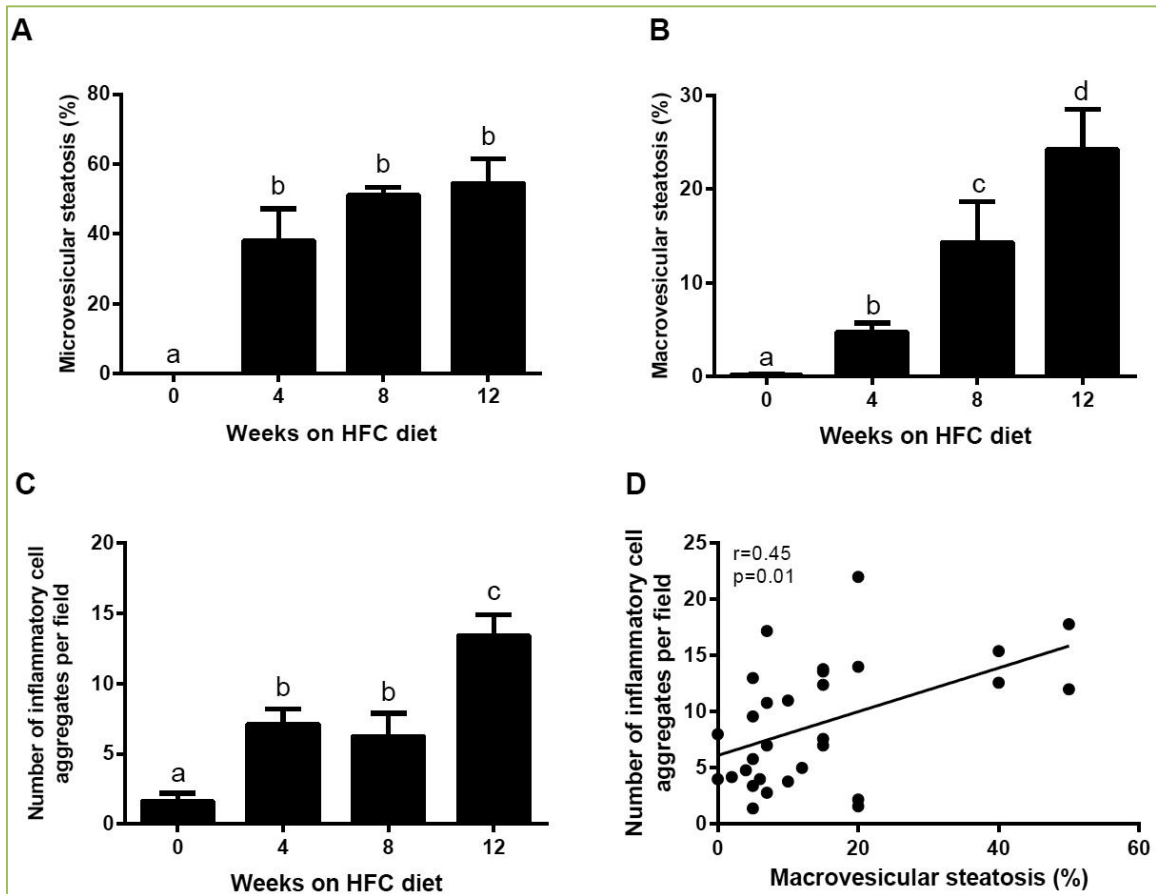 A
Microvesicular steatosis (%)
80
60
40
20
0
a
b
b
b
0 4 8 12
Weeks on HFC diet
B
Macrovesicular steatosis (%)
30
20
10
0
a
b
c
d
0 4 8 12
Weeks on HFC diet
C
Number of inflammatory cell
aggregates per field
20
15
10
5
0
a
b
b
c
0 4 8 12
Weeks on HFC diet
D
Number of inflammatory cell
aggregates per field
25
20
15
10
5
0
r=0.45
p=0.01
0 20 40 60
Macrovesicular steatosis (%)